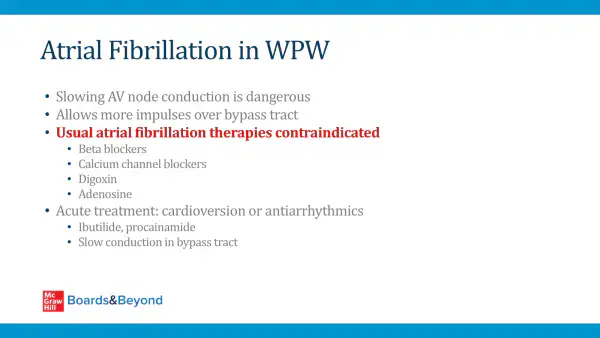 Atrial Fibrillation in WPW
• Slowing AV node conduction is dangerous
• Allows more impulses over bypass tract
• Usual atrial fibrillation therapies contraindicated
• Beta blockers
• Calcium channel blockers
• Digoxin
• Adenosine
• Acute treatment: cardioversion or antiarrhythmics
• Ibutilide, procainamide
• Slow conduction in bypass tract
Mc
Graw
Hill
Boards&Beyond